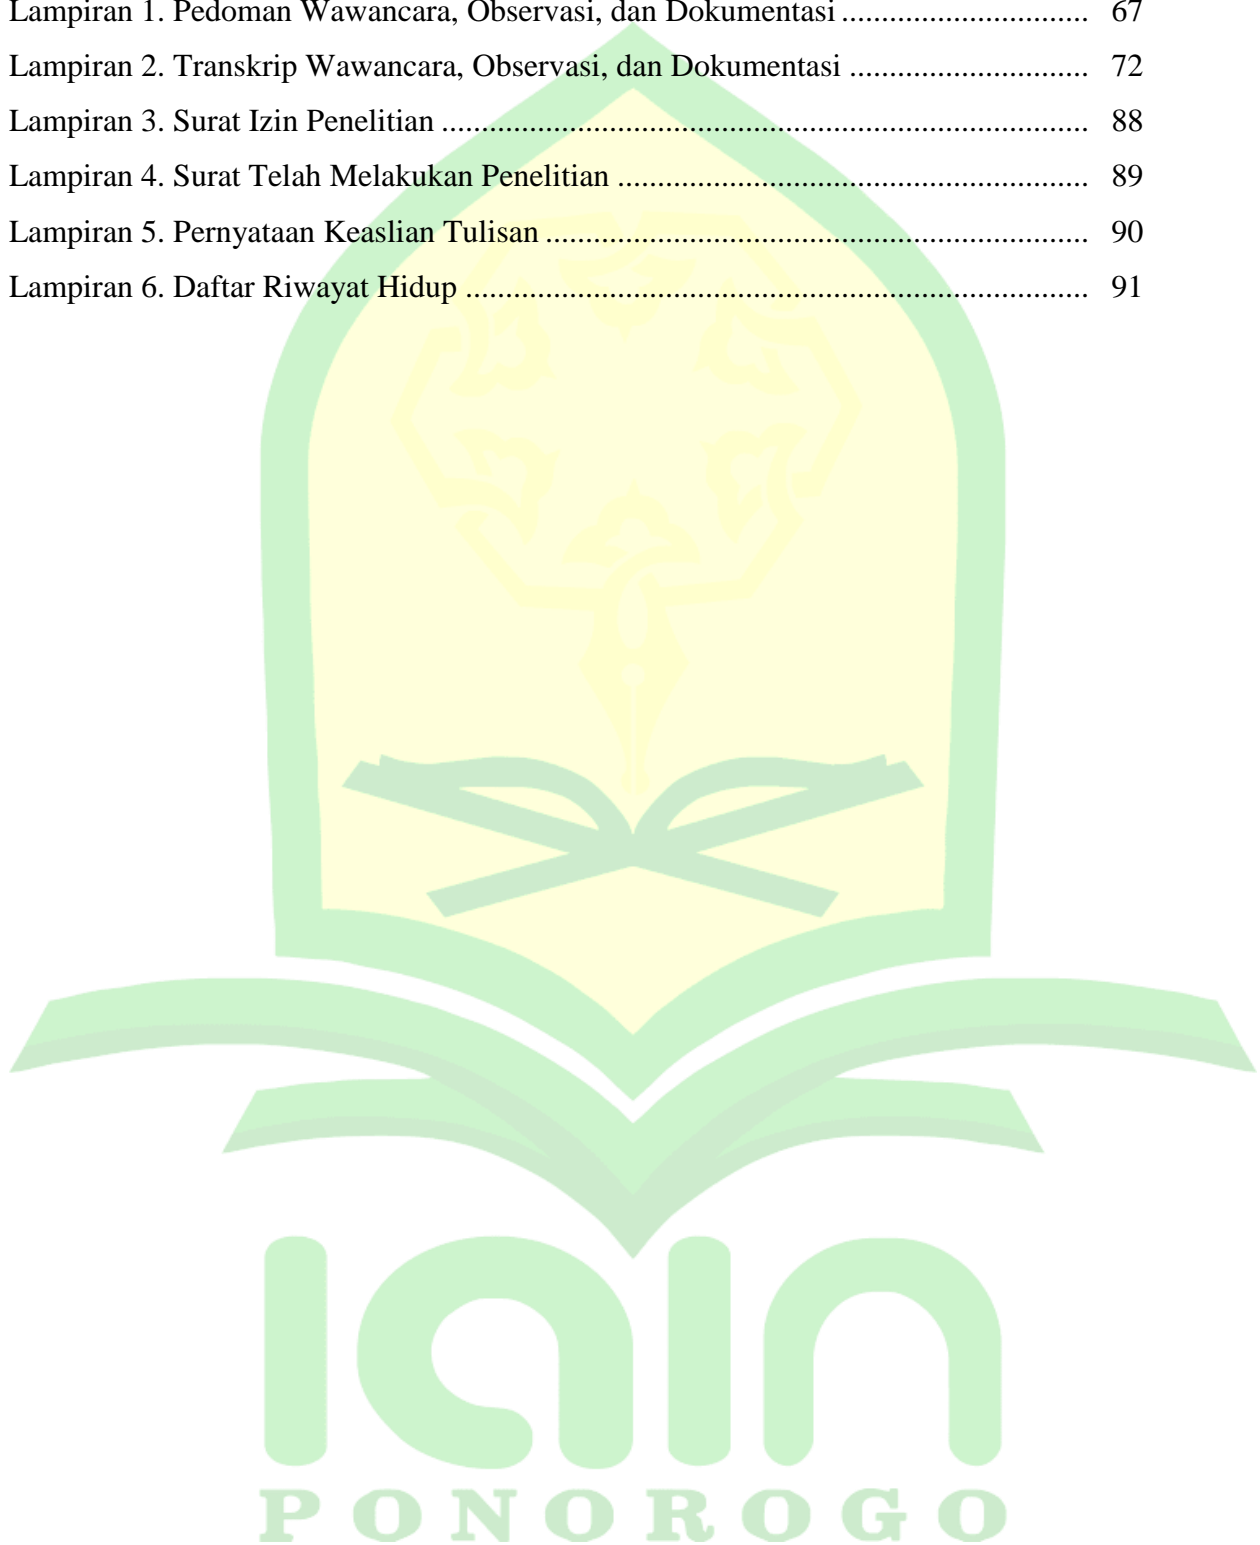 Lampiran 1. Pedoman Wawancara, Observasi, dan Dokumentasi .............................. 67
Lampiran 2. Transkrip Wawancara, Observasi, dan Dokumentasi ............................. 72
Lampiran 3. Surat Izin Penelitian ................................................................................. 88
Lampiran 4. Surat Telah Melakukan Penelitian ........................................................... 89
Lampiran 5. Pernyataan Keaslian Tulisan .................................................................... 90
Lampiran 6. Daftar Riwayat Hidup .............................................................................. 91
iain
PONOROGO